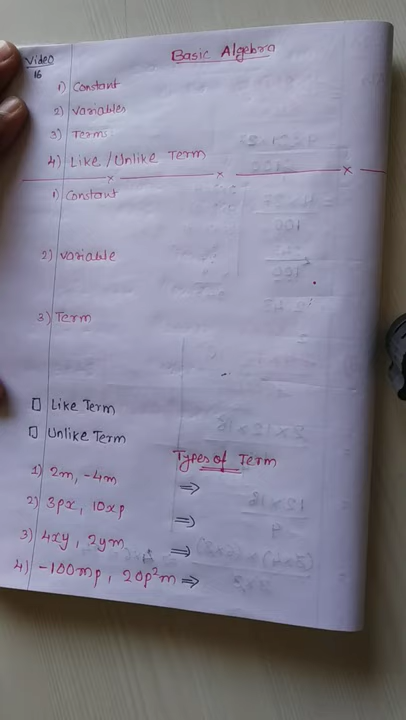 Video
16
Basic Algebra
1) Constant
2) Variables
3) Terms
4) Like / Unlike Term
1) Constant
2) Variable
3) Term
Like Term
Unlike Term
Types of Term
1) 2m, -4m ⇒
2) 3px, 10xp ⇒
3) 4xy, 2ym ⇒
4) -100mp, 20p²m ⇒